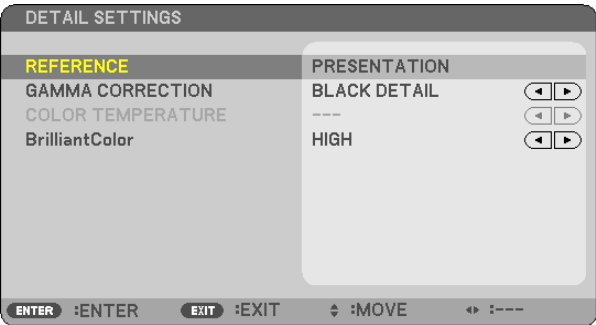 DETAIL SETTINGS
REFERENCE PRESENTATION
GAMMA CORRECTION BLACK DETAIL
COLOR TEMPERATURE ---
BrilliantColor HIGH
ENTER :ENTER EXIT :EXIT :MOVE :---